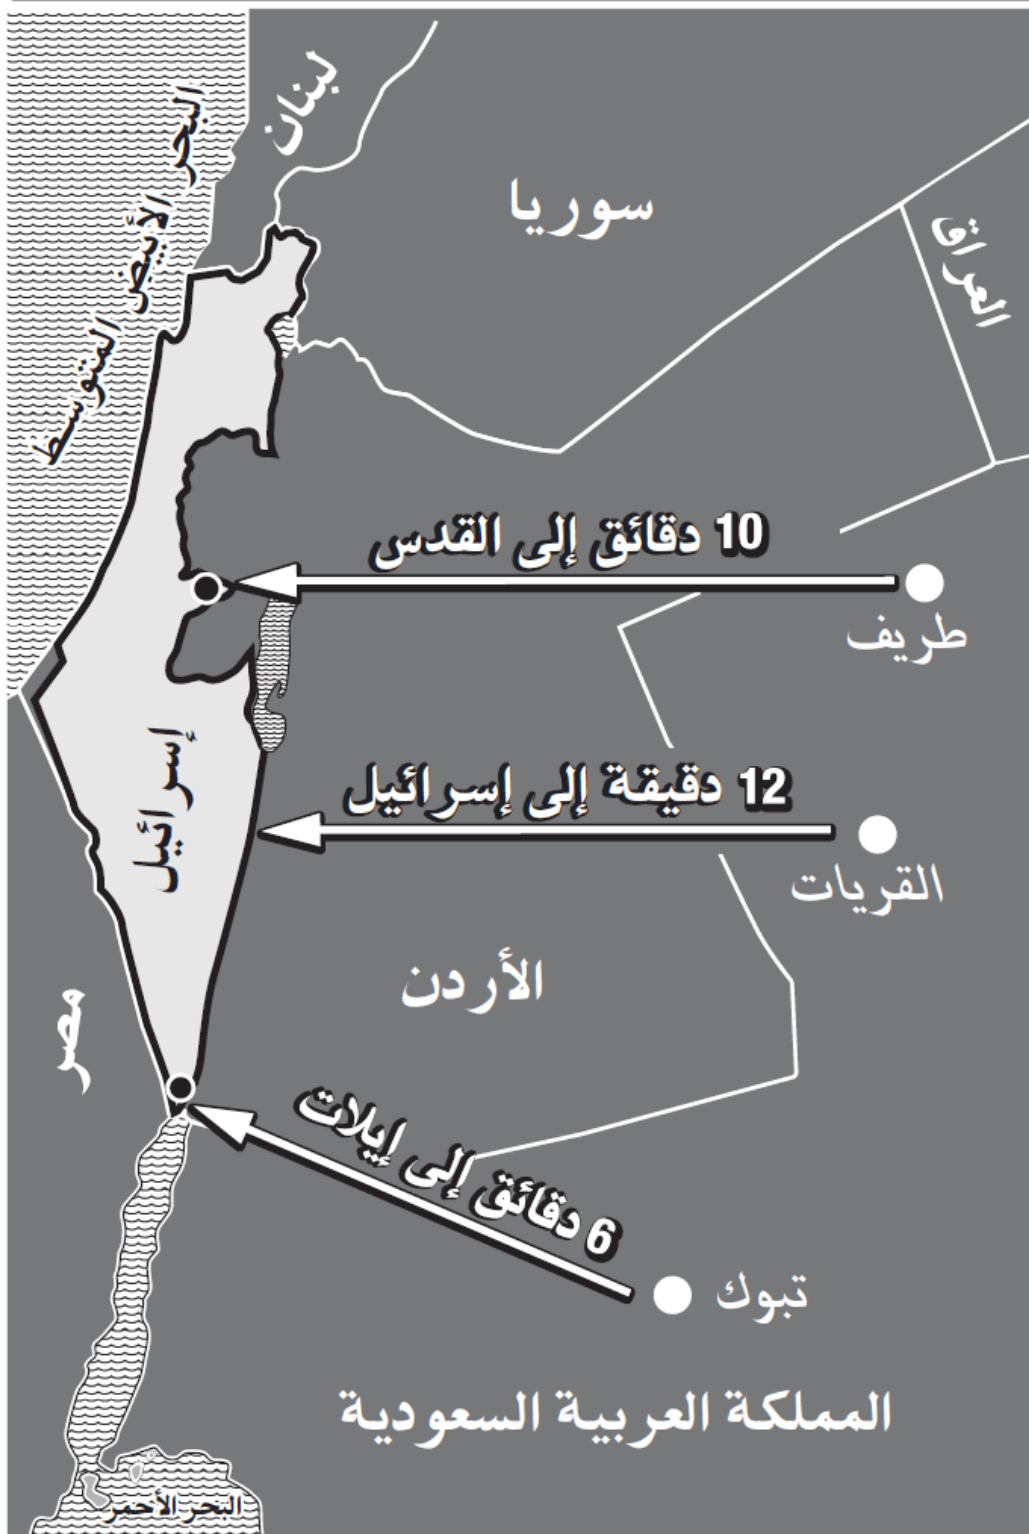 لبنان
البحر الأبيض المتوسط
سوريا
العراق
10 دقائق إلى القدس
طريف
إسرائيل
12 دقيقة إلى إسرائيل
القريات
الأردن
مصر
6 دقائق إلى إيلات
تبوك
المملكة العربية السعودية
البحر الأحمر